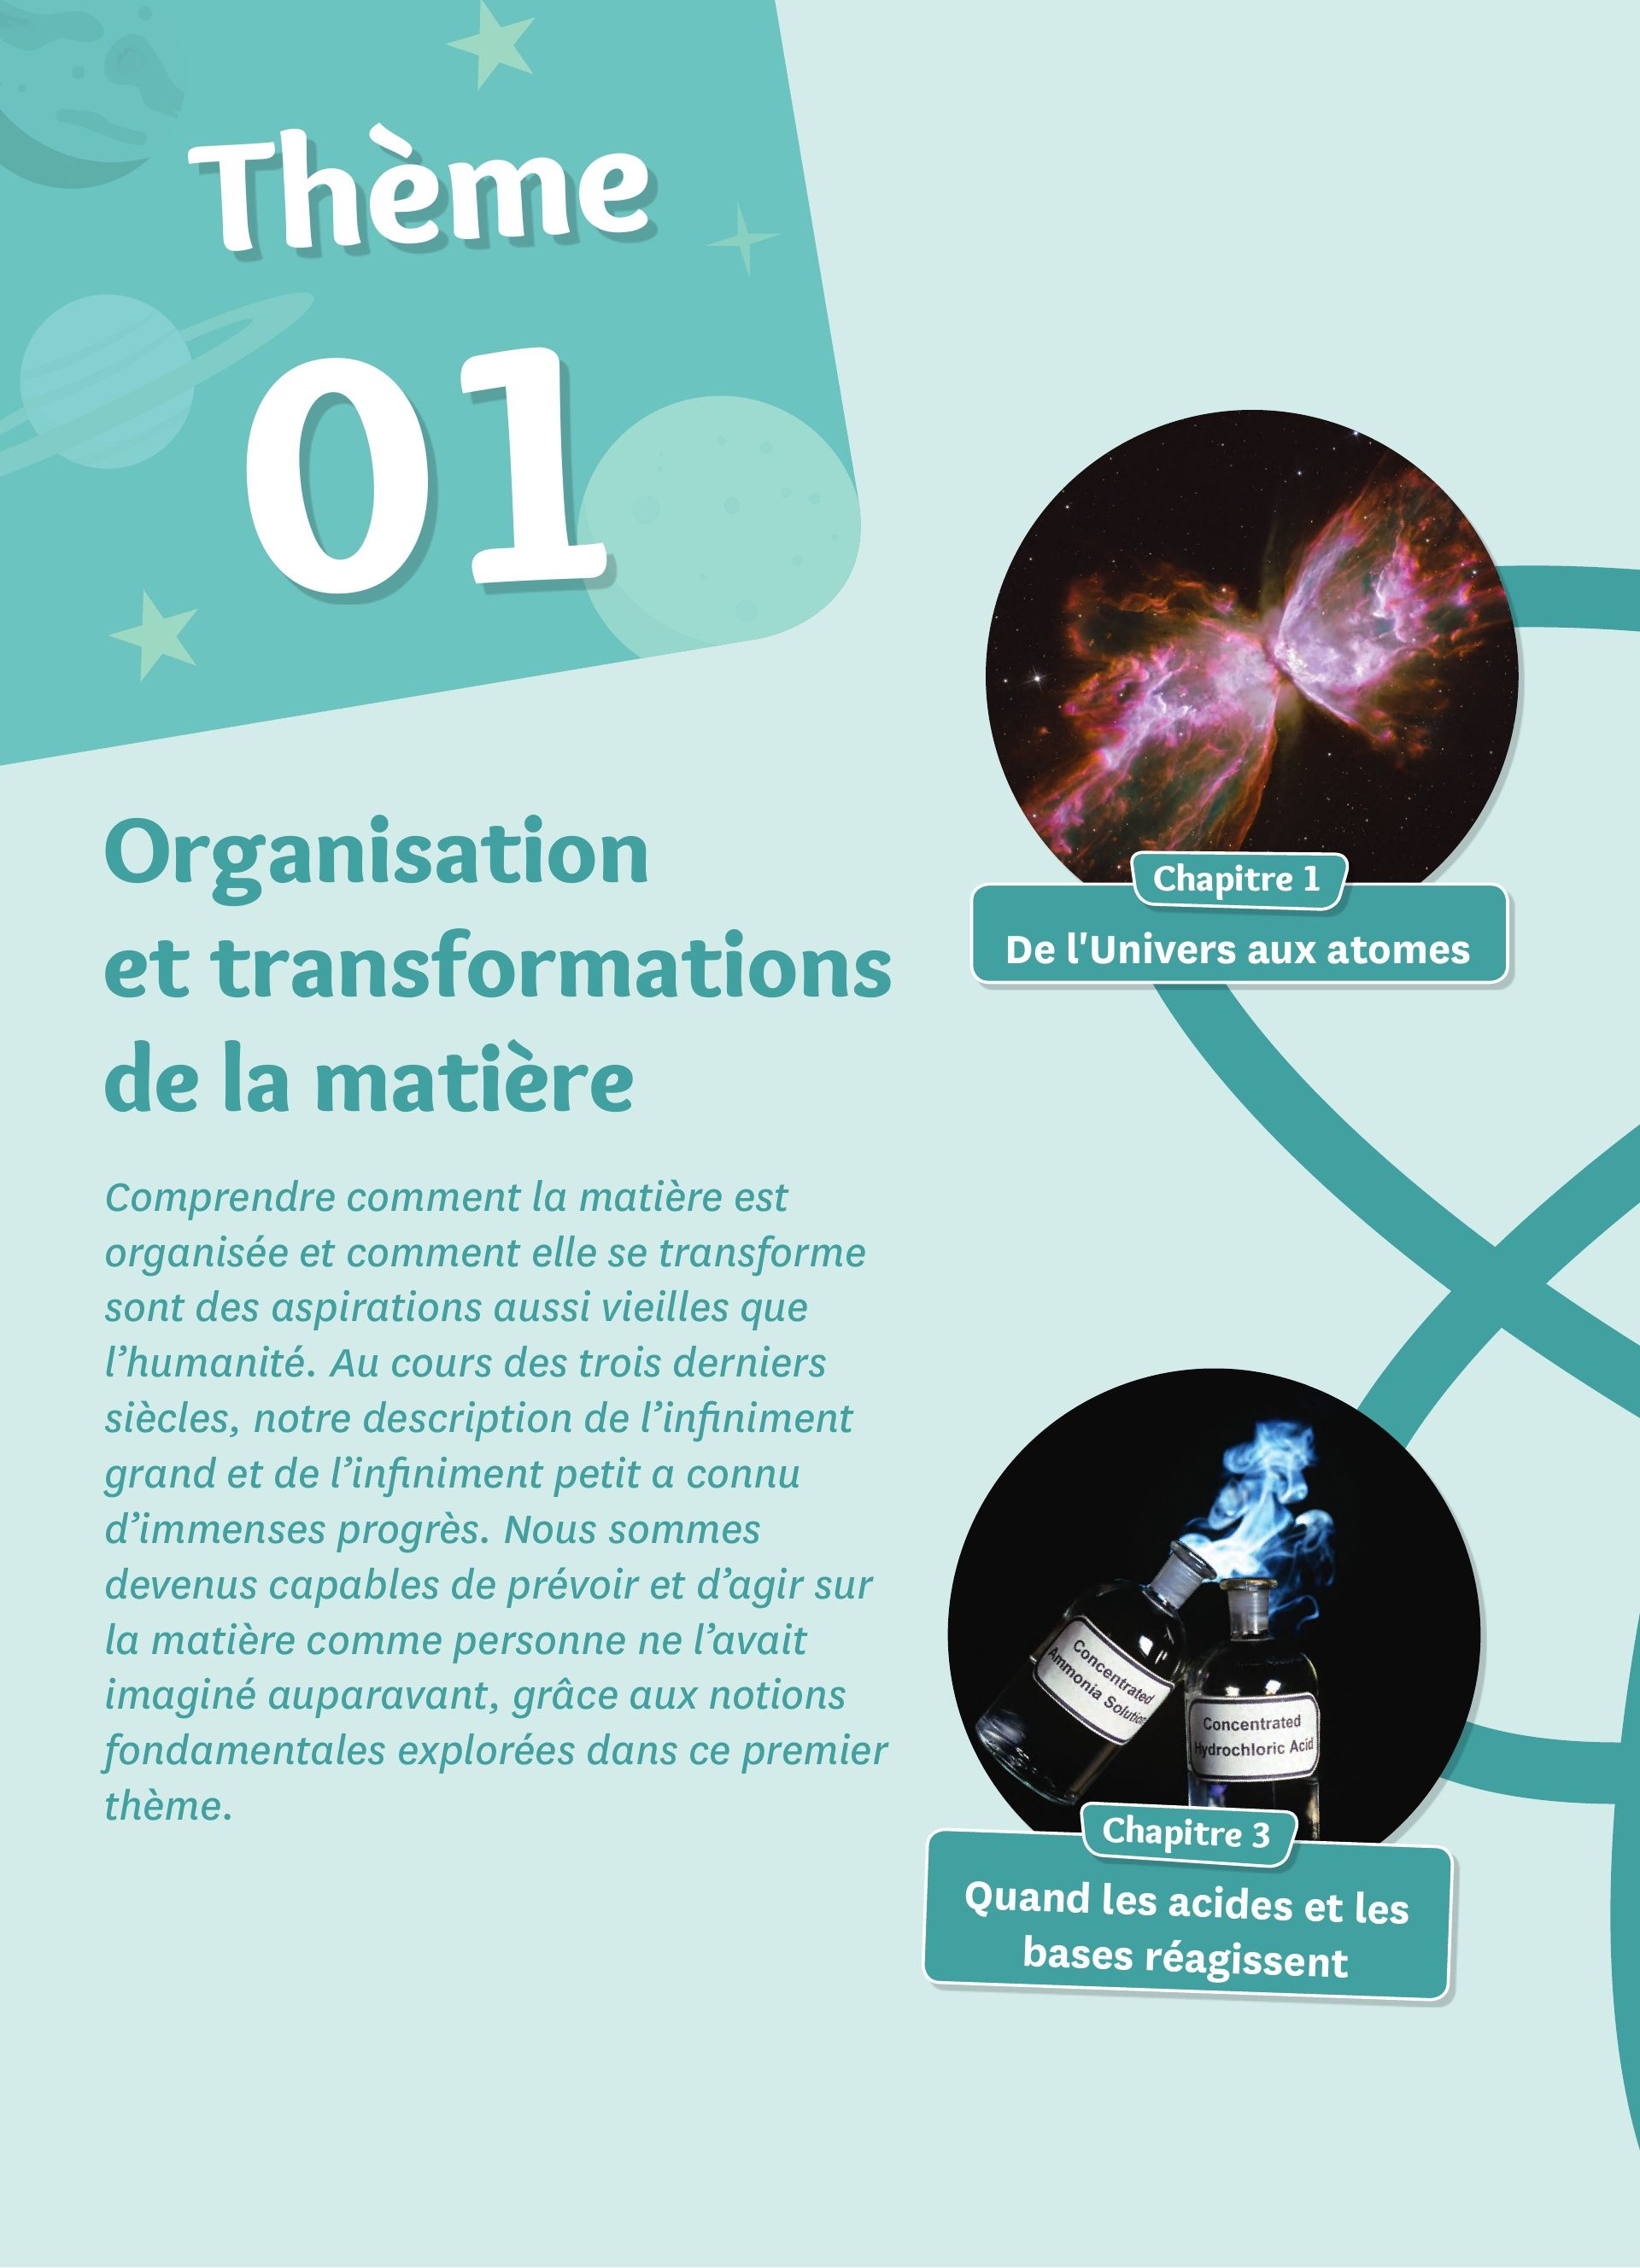 Thème
01
Organisation
et transformations
de la matière
Comprendre comment la matière est
organisée et comment elle se transforme
sont des aspirations aussi vieilles que
l’humanité. Au cours des trois derniers
siècles, notre description de l’infiniment
grand et de l’infiniment petit a connu
d’immenses progrès. Nous sommes
devenus capables de prévoir et d’agir sur
la matière comme personne ne l’avait
imaginé auparavant, grâce aux notions
fondamentales explorées dans ce premier
thème.
Chapitre 1
De l'Univers aux atomes
Concentrated
Ammonia Solution
Concentrated
Hydrochloric Acid
Chapitre 3
Quand les acides et les
bases réagissent